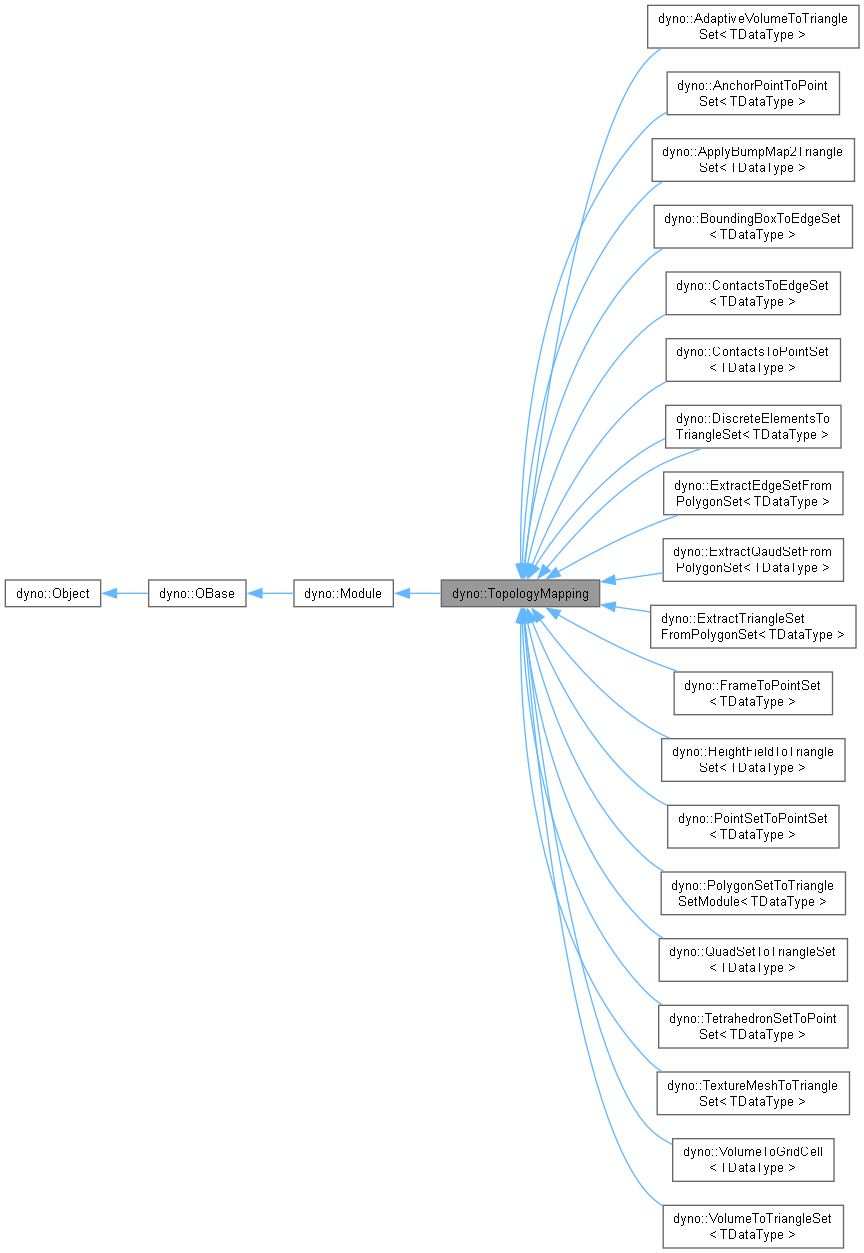 dyno::AdaptiveVolumeToTriangle
Set< TDataType >
dyno::AnchorPointToPoint
Set< TDataType >
dyno::ApplyBumpMap2Triangle
Set< TDataType >
dyno::BoundingBoxToEdgeSet
< TDataType >
dyno::ContactsToEdgeSet
< TDataType >
dyno::ContactsToPointSet
< TDataType >
dyno::DiscreteElementsTo
TriangleSet< TDataType >
dyno::ExtractEdgeSetFrom
PolygonSet< TDataType >
dyno::ExtractQaudSetFrom
PolygonSet< TDataType >
dyno::Object
dyno::OBase
dyno::Module
dyno::TopologyMapping
dyno::ExtractTriangleSet
FromPolygonSet< TDataType >
dyno::FrameToPointSet
< TDataType >
dyno::HeightFieldToTriangle
Set< TDataType >
dyno::PointSetToPointSet
< TDataType >
dyno::PolygonSetToTriangle
SetModule< TDataType >
dyno::QuadSetToTriangleSet
< TDataType >
dyno::TetrahedronSetToPoint
Set< TDataType >
dyno::TextureMeshToTriangle
Set< TDataType >
dyno::VolumeToGridCell
< TDataType >
dyno::VolumeToTriangleSet
< TDataType >